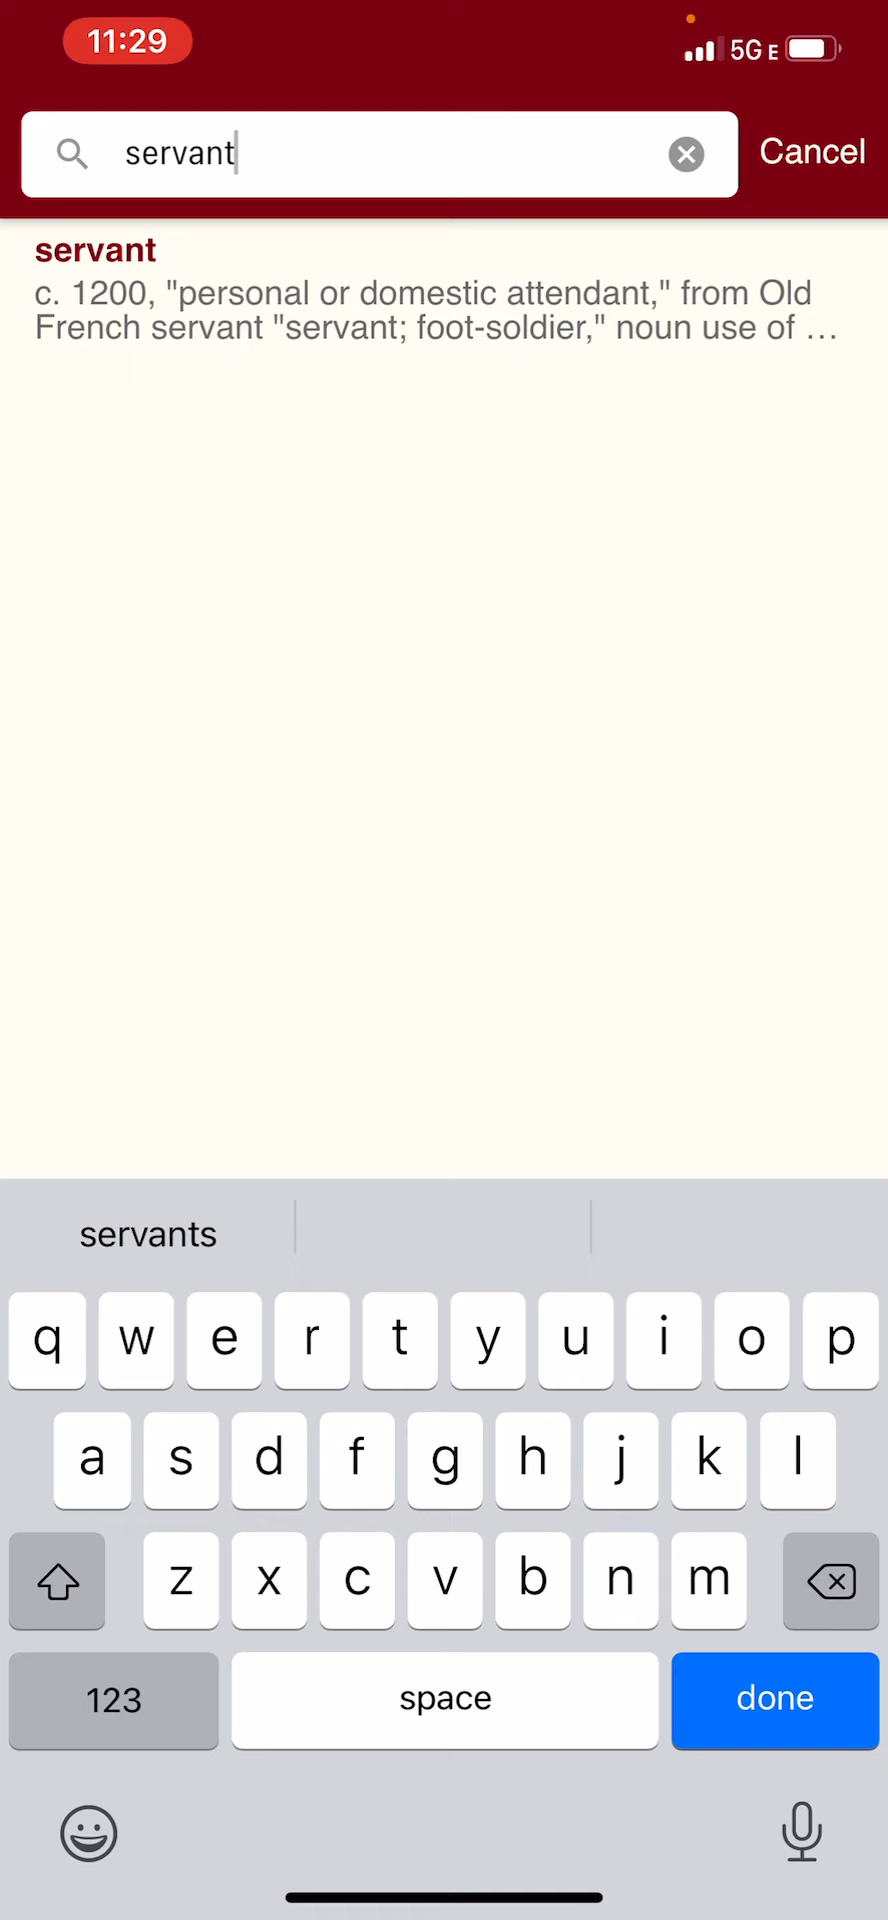 11:29
5G E
servant
Cancel
servant
c. 1200, "personal or domestic attendant," from Old
French servant "servant; foot-soldier," noun use of ...
servants
q w e r t y u i o p
a s d f g h j k l
z x c v b n m
123 space done